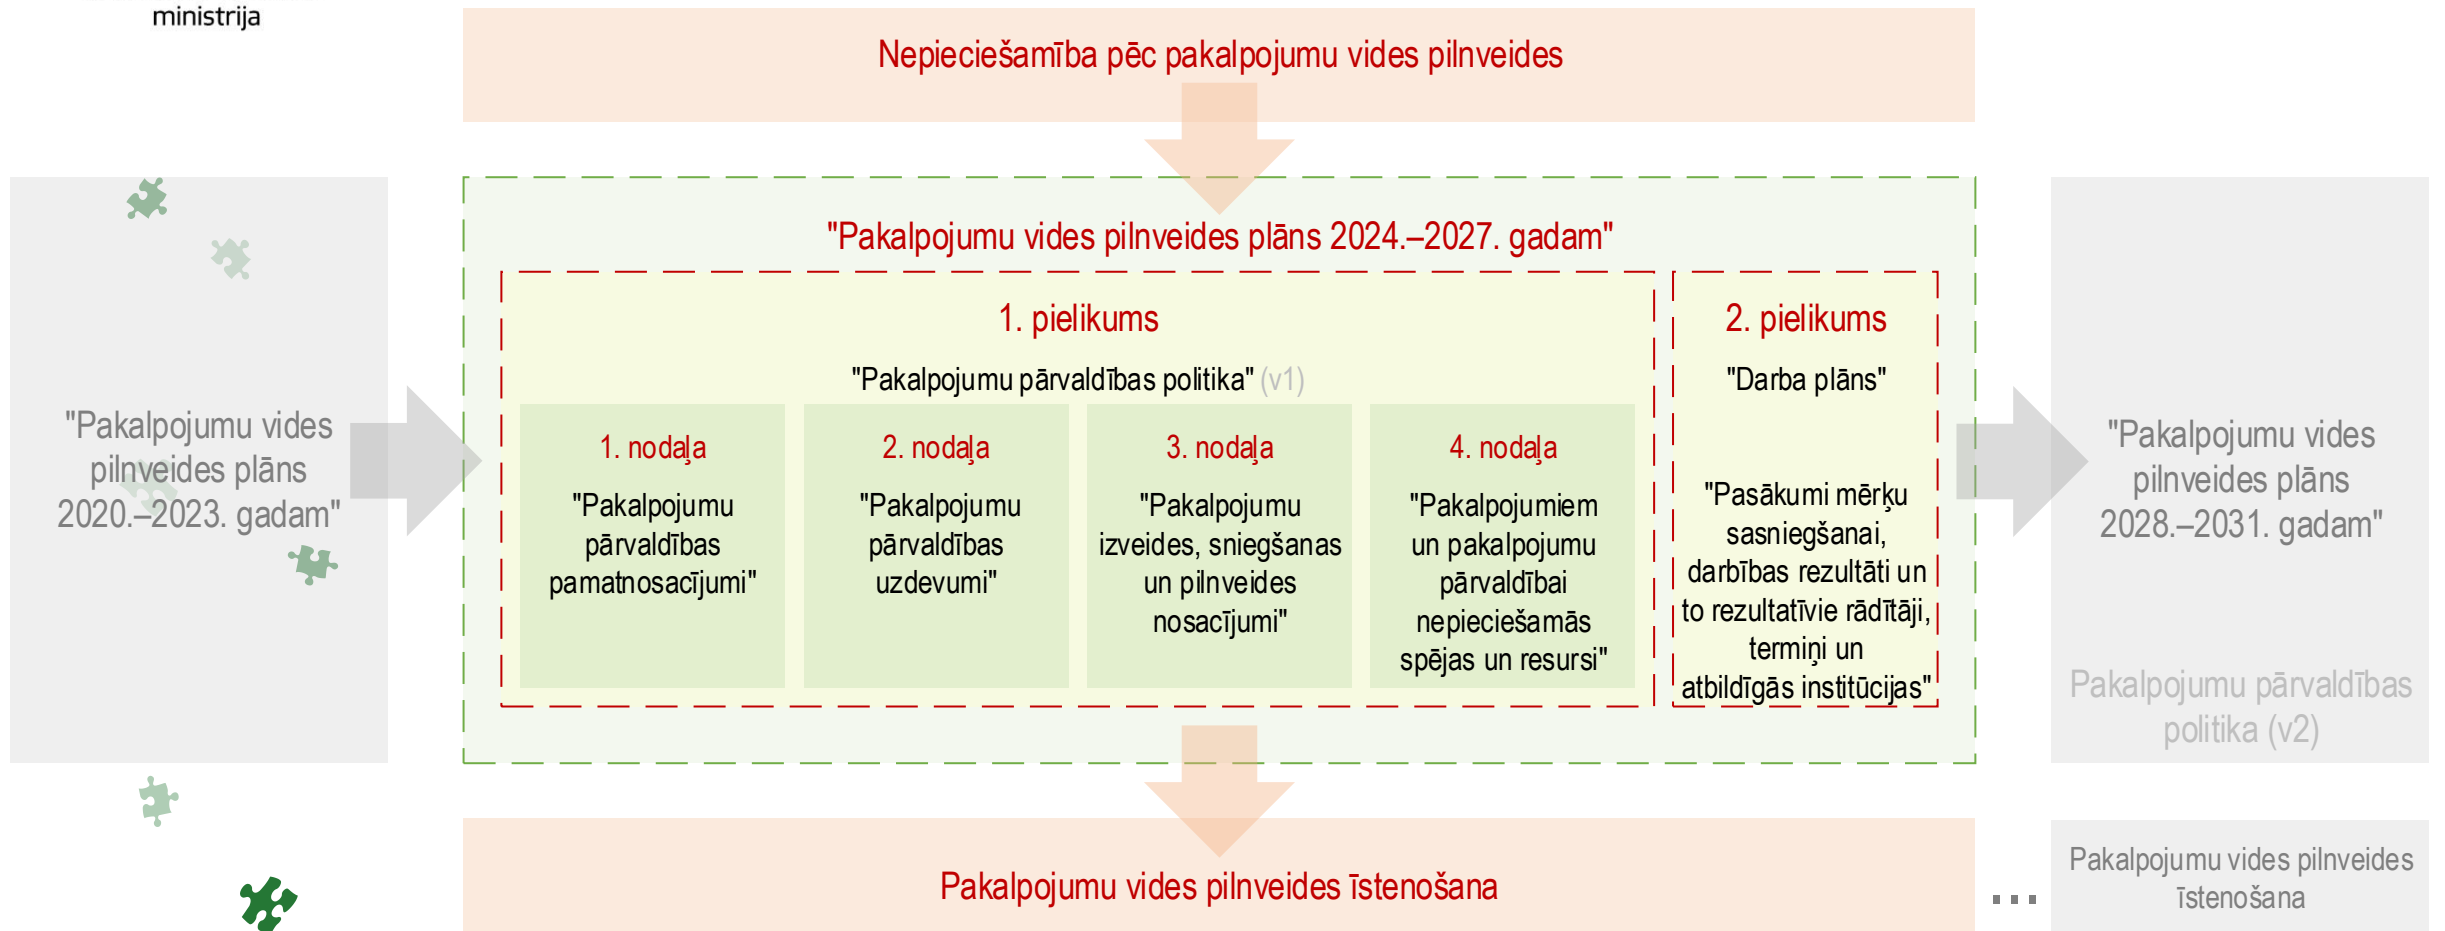 ministrija
Nepieciešamība pēc pakalpojumu vides pilnveides
"Pakalpojumu vides
pilnveides plāns
2020.–2023. gadam"
"Pakalpojumu vides pilnveides plāns 2024.–2027. gadam"
1. pielikums
"Pakalpojumu pārvaldības politika" (v1)
1. nodaļa
"Pakalpojumu
pārvaldības
pamatnosacījumi"
2. nodaļa
"Pakalpojumu
pārvaldības
uzdevumi"
3. nodaļa
"Pakalpojumu
izveides, sniegšanas
un pilnveides
nosacījumi"
4. nodaļa
"Pakalpojumiem
un pakalpojumu
pārvaldībai
nepieciešamās
spējas un resursi"
2. pielikums
"Darba plāns"
"Pasākumi mērķu
sasniegšanai,
darbības rezultāti un
to rezultatīvie rādītāji,
termiņi un
atbildīgās institūcijas"
"Pakalpojumu vides
pilnveides plāns
2028.–2031. gadam"
Pakalpojumu pārvaldības
politika (v2)
Pakalpojumu vides pilnveides īstenošana
...
Pakalpojumu vides pilnveides
īstenošana